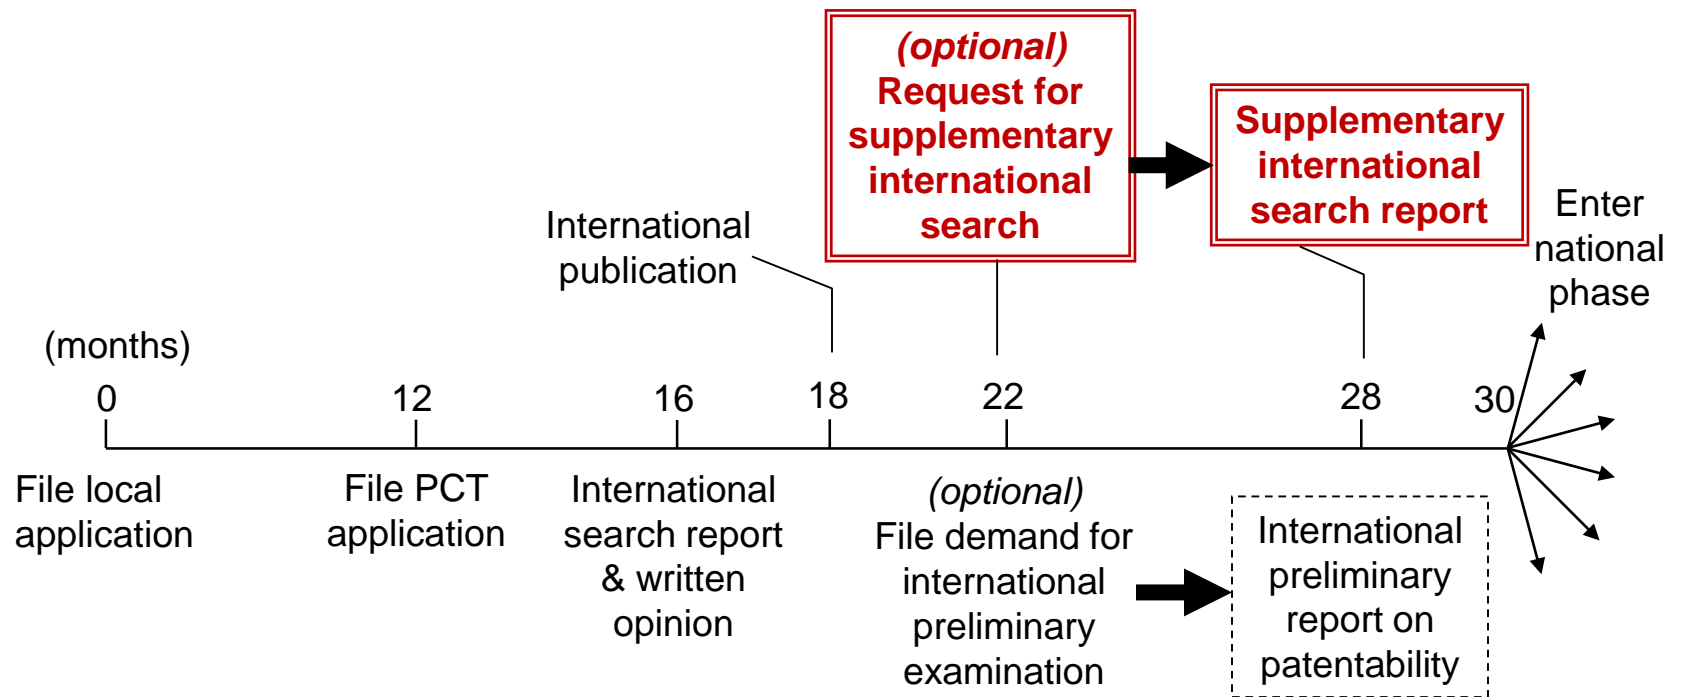 (optional)
Request for
supplementary
international
search
Supplementary
international
search report
Enter
national
phase
International
publication
(months)
0
12
16
18
22
28
30
File local
application
File PCT
application
International
search report
& written
opinion
(optional)
File demand for
international
preliminary
examination
International
preliminary
report on
patentability